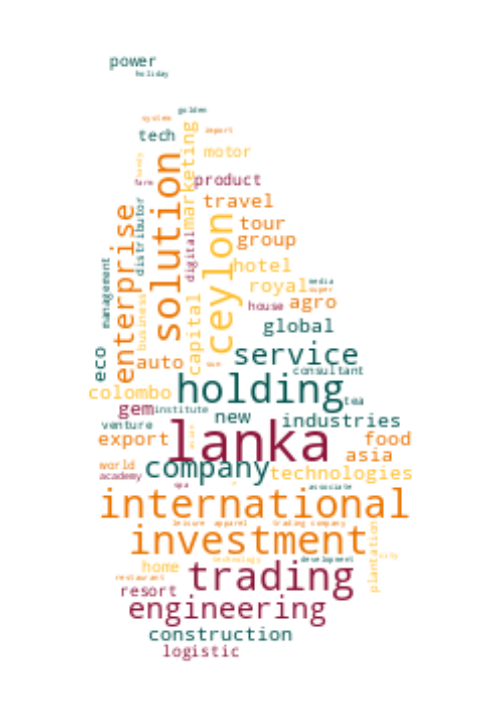 power
holiday
golden
system
import
tech
marketing
motor
solution
farm
product
travel
distributor
enterprise
digital
ceylon
tour
group
management
hotel
media
royal
super
business
capital
house
agro
global
eco
auto
service
consultant
colombo
holding
tea
gem
institute
new
venture
industries
lanka
export
food
asia
world
company
academy
technologies
spa
associate
international
leisure apparel trading company
investment
plantation
city
technology
development
home
trading
restaurant
resort
engineering
construction
logistic